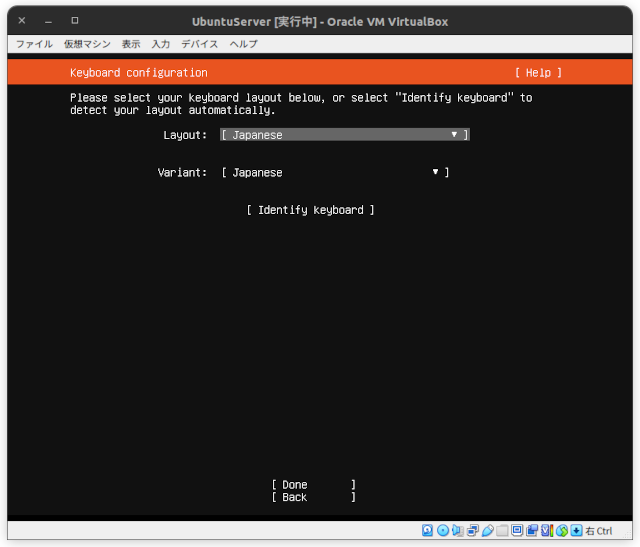 UbuntuServer [実行中] - Oracle VM VirtualBox
ファイル 仮想マシン 表示 入力 デバイス ヘルプ
Keyboard configuration [ Help ]
Please select your keyboard layout below, or select "Identify keyboard" to
detect your layout automatically.
Layout: [ Japanese ▼ ]
Variant: [ Japanese ▼ ]
[ Identify keyboard ]
[ Done ]
[ Back ]
右 Ctrl